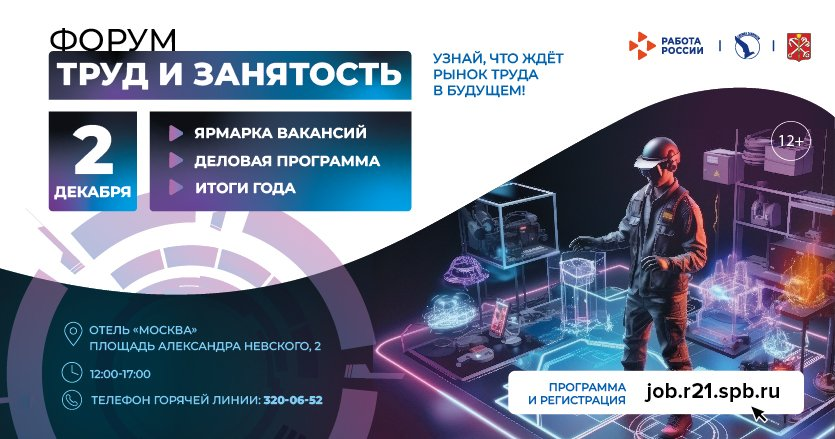 ФОРУМ
ТРУД И ЗАНЯТОСТЬ
УЗНАЙ, ЧТО ЖДЁТ
РЫНОК ТРУДА
В БУДУЩЕМ!
РАБОТА
РОССИИ
2
ДЕКАБРЯ
ЯРМАРКА ВАКАНСИЙ
ДЕЛОВАЯ ПРОГРАММА
ИТОГИ ГОДА
12+
ОТЕЛЬ «МОСКВА»
ПЛОЩАДЬ АЛЕКСАНДРА НЕВСКОГО, 2
12:00-17:00
ТЕЛЕФОН ГОРЯЧЕЙ ЛИНИИ: 320-06-52
ПРОГРАММА
И РЕГИСТРАЦИЯ
job.r21.spb.ru